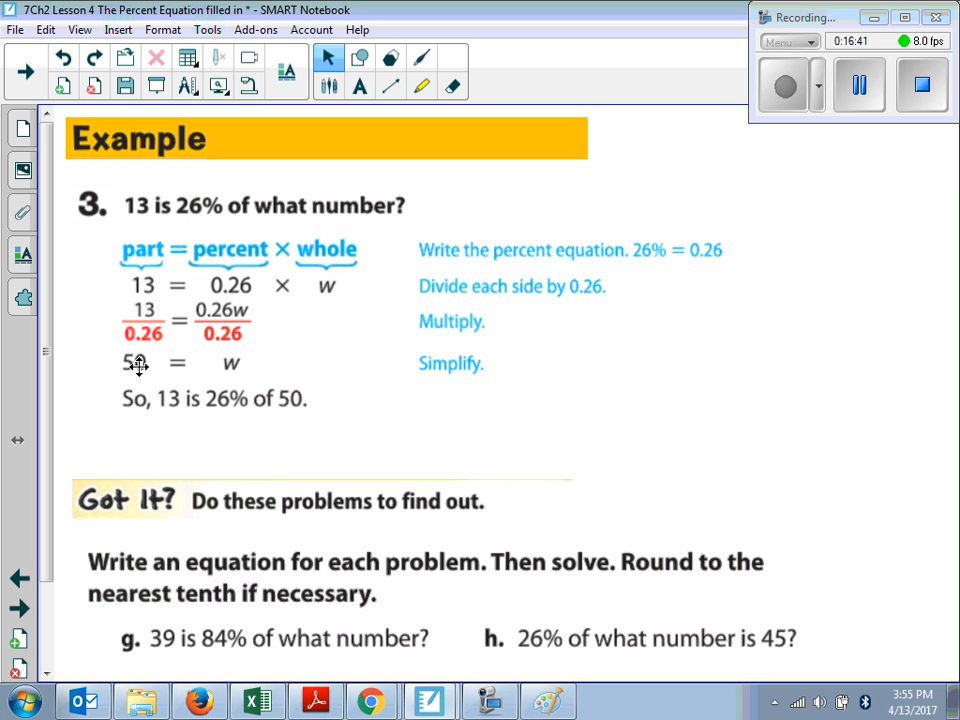 7Ch2 Lesson 4 The Percent Equation filled in * - SMART Notebook
File Edit View Insert Format Tools Add-ons Account Help
Recording...
Menu 0:16:41 8.0 fps
Example
3. 13 is 26% of what number?
part = percent × whole Write the percent equation. 26% = 0.26
13 = 0.26 × w Divide each side by 0.26.
13/0.26 = 0.26w/0.26 Multiply.
50 = w Simplify.
So, 13 is 26% of 50.
Got It? Do these problems to find out.
Write an equation for each problem. Then solve. Round to the
nearest tenth if necessary.
g. 39 is 84% of what number? h. 26% of what number is 45?
3:55 PM
4/13/2017